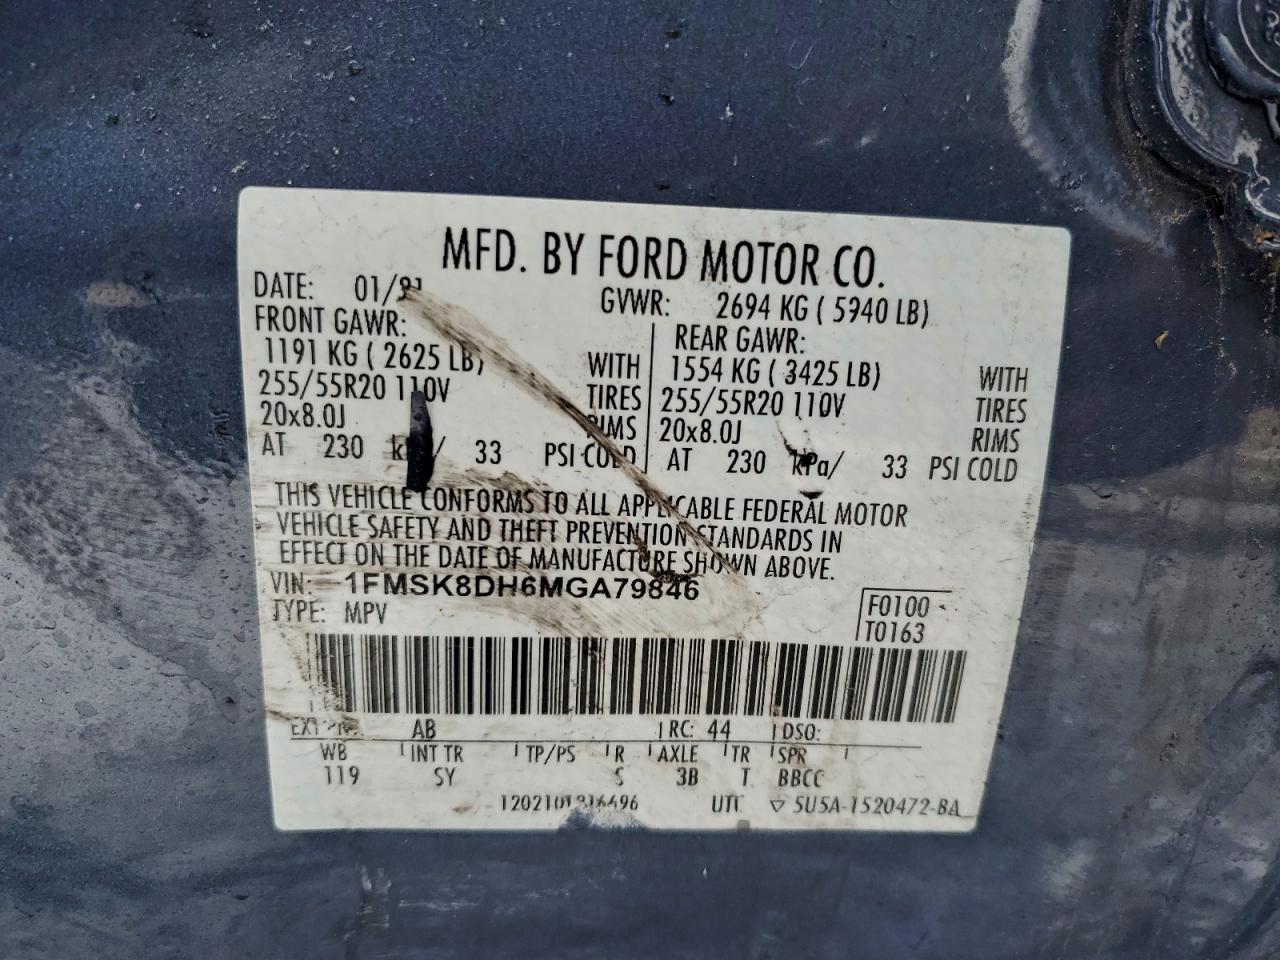 MFD. BY FORD MOTOR CO.
DATE: 01/21 GVWR: 2694 KG ( 5940 LB)
FRONT GAWR: REAR GAWR:
1191 KG ( 2625 LB) WITH 1554 KG ( 3425 LB) WITH
255/55R20 110V TIRES 255/55R20 110V TIRES
20x8.0J RIMS 20x8.0J RIMS
AT 230 kPa/ 33 PSI COLD AT 230 kPa/ 33 PSI COLD
THIS VEHICLE CONFORMS TO ALL APPLICABLE FEDERAL MOTOR
VEHICLE SAFETY AND THEFT PREVENTION STANDARDS IN
EFFECT ON THE DATE OF MANUFACTURE SHOWN ABOVE.
VIN: 1FMSK8DH6MGA79846
TYPE: MPV
F0100
T0163
EXT PNT: AB RC: 44 DSO:
WB INT TR TP/PS R AXLE TR SPR
119 SY S 3B T BBCC
UTC ▽ 5U5A-1520472-BA